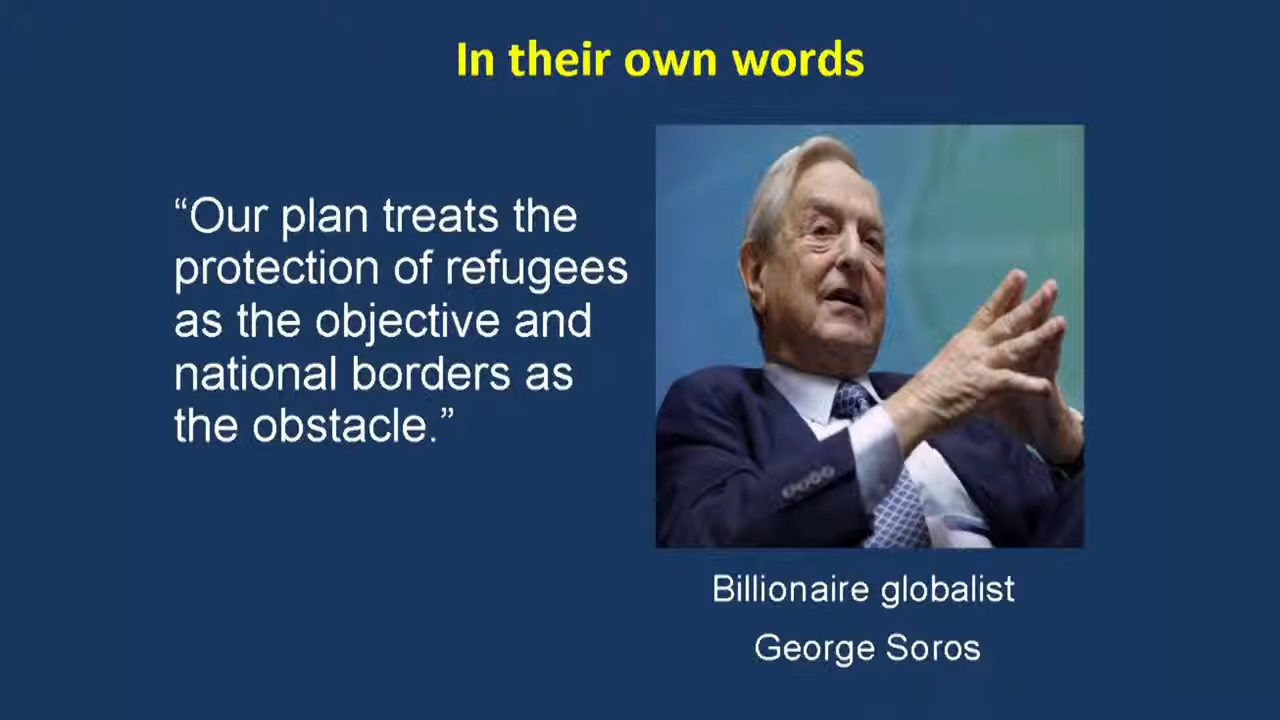 In their own words
“Our plan treats the
protection of refugees
as the objective and
national borders as
the obstacle.”
Billionaire globalist
George Soros